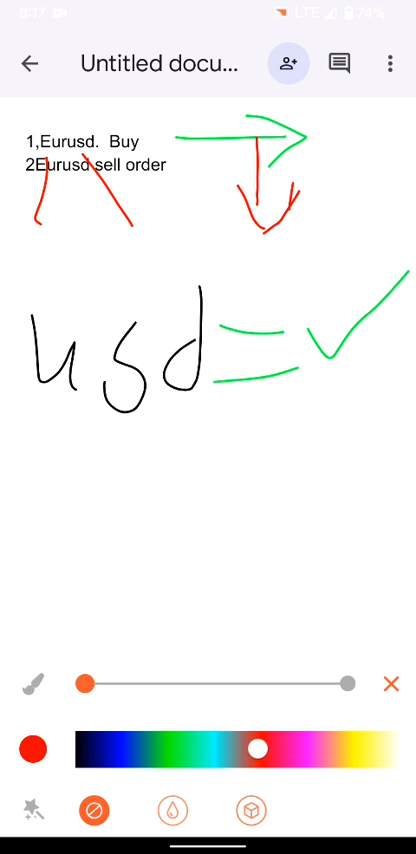 8:17 LTE 74%
Untitled docu...
1,Eurusd. Buy
2Eurusd sell order
usd = ✓